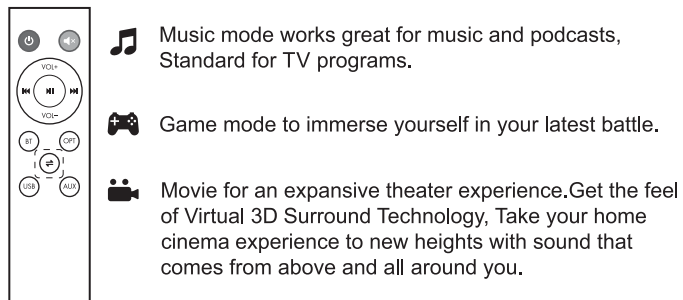 VOL+
VOL−
BT
OPT
USB
AUX
Music mode works great for music and podcasts,
Standard for TV programs.
Game mode to immerse yourself in your latest battle.
Movie for an expansive theater experience.Get the feel
of Virtual 3D Surround Technology, Take your home
cinema experience to new heights with sound that
comes from above and all around you.